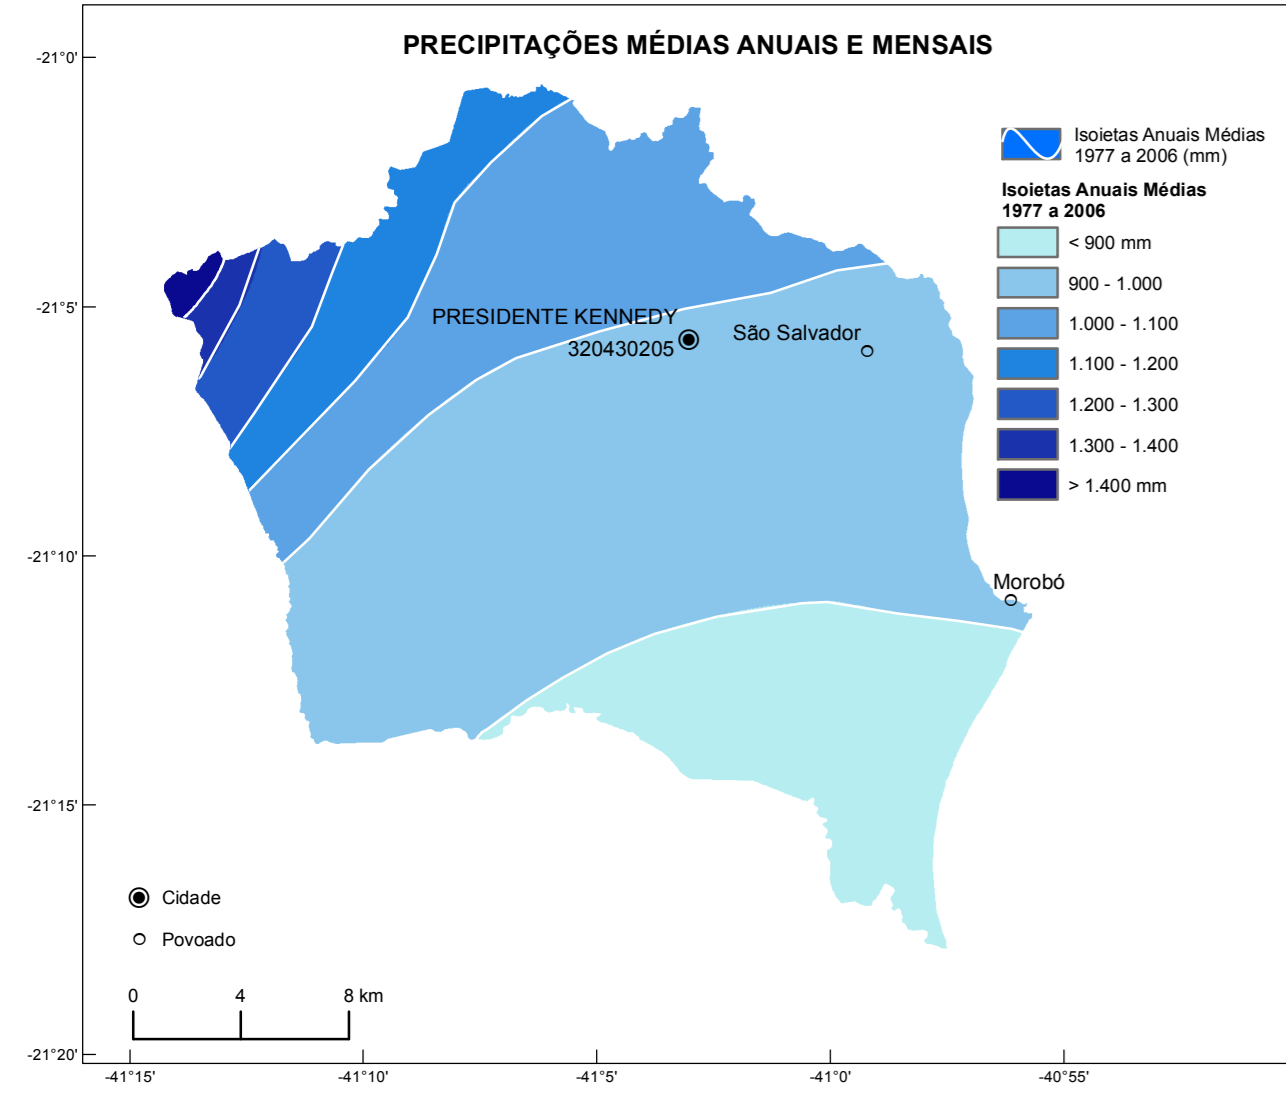 PRECIPITAÇÕES MÉDIAS ANUAIS E MENSAIS
-21°0'
-21°5'
-21°10'
-21°15'
-21°20'
Isoietas Anuais Médias
1977 a 2006 (mm)
Isoietas Anuais Médias
1977 a 2006
< 900 mm
900 - 1.000
1.000 - 1.100
1.100 - 1.200
1.200 - 1.300
1.300 - 1.400
> 1.400 mm
PRESIDENTE KENNEDY
320430205
São Salvador
Morobó
Cidade
Povoado
0 4 8 km
-41°15' -41°10' -41°5' -41°0' -40°55'